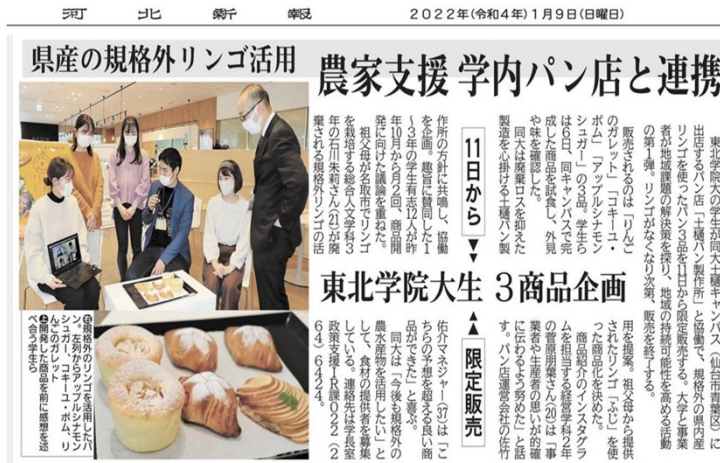 河北新報
2022年(令和4年)1月9日(日曜日)
県産の規格外リンゴ活用
農家支援 学内パン店と連携
11日から
東北学院大生 3商品企画
限定販売
東北学院大の学生が同大土樋キャンパス(仙台市青葉区)に
出店するパン店「土樋パン製作所」と協働で、規格外の県内産
リンゴを使ったパン3品を11日から限定販売する。大学と事業
者が地域課題の解決策を探り、地域の持続可能性を高める活動
の第1弾。リンゴがなくなり次第、販売を終了する。
販売されるのは「りんご
のガレット」「コキーユ・
ポム」「アップルシナモン
シュガー」の3品。学生ら
は6日、同キャンパスで完
成した商品を試食し、外見
や味を確認した。
同大は廃棄ロスを抑えた
製造を心掛ける土樋パン製
作所の方針に共鳴し、協働
を企画。趣旨に賛同した1
〜3年の学生有志12人が昨
年10月から月2回、商品開
発に向けた議論を重ねた。
祖父母が名取市でリンゴ
を栽培する総合人文学科3
年の石川朱莉さん(21)が廃
棄される規格外リンゴの活
用を提案。祖父母から提供
されたリンゴ「ふじ」を使
った商品化を決めた。
商品紹介のインスタグラ
ムを担当する経営学科2年
の菅原朋葉さん(20)は「事
業者や生産者の思いが的確
に伝わるよう努めた」と話
す。パン店運営会社の佐竹
佑介マネジャー(37)は「こ
ちらの予想を超える良い商
品ができた」と喜ぶ。
同大は「今後も規格外の
農水産物を活用したい」と
して、食材の提供者を募集
している。連絡先は学長室
政策支援IR課022(2
64)6424。
㊨規格外のリンゴを活用したパ
ン。左列からアップルシナモン
シュガー、コキーユ・ポム、り
んごのガレット
㊤開発した商品を前に感想を述
べ合う学生ら